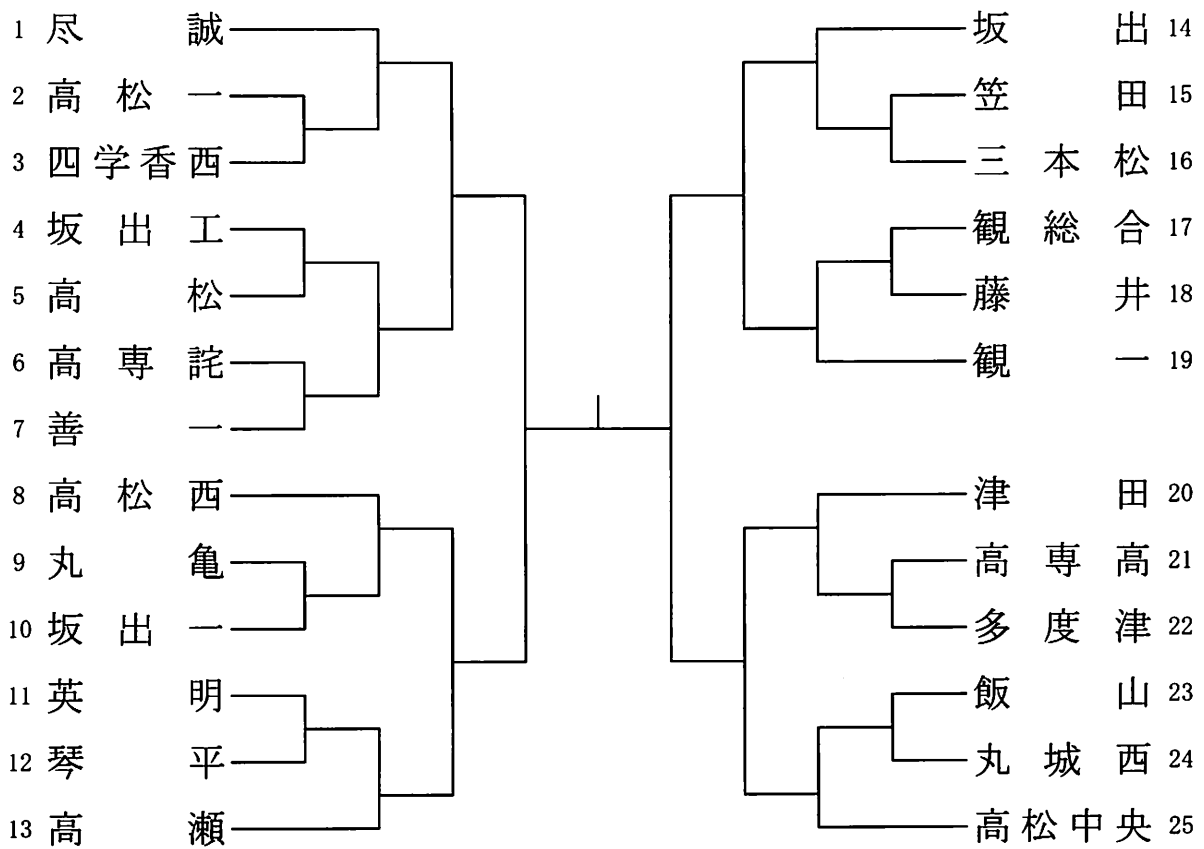 1 尽誠
2 高松一
3 四学香西
4 坂出工
5 高松
6 高専詫
7 善一
8 高松西
9 丸亀
10 坂出一
11 英明
12 琴平
13 高瀬
坂出 14
笠田 15
三本松 16
観総合 17
藤井 18
観一 19
津田 20
高専高 21
多度津 22
飯山 23
丸城西 24
高松中央 25